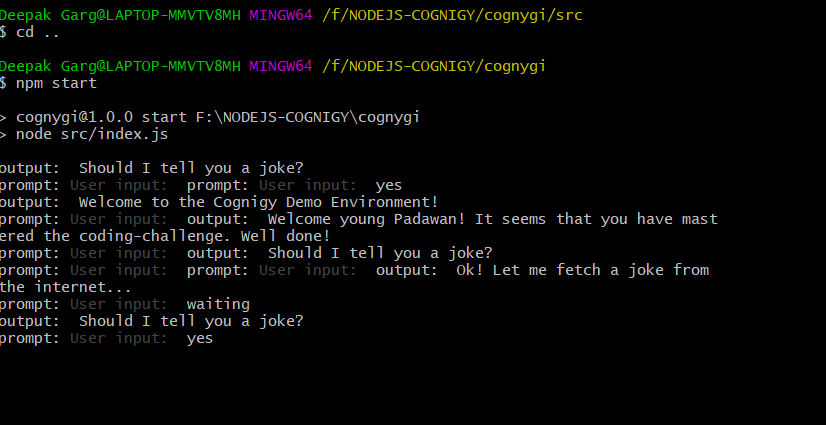 Deepak Garg@LAPTOP-MMVTV8MH MINGW64 /f/NODEJS-COGNIGY/cognygi/src
$ cd ..
Deepak Garg@LAPTOP-MMVTV8MH MINGW64 /f/NODEJS-COGNIGY/cognygi
$ npm start
> cognygi@1.0.0 start F:\NODEJS-COGNIGY\cognygi
> node src/index.js
output:  Should I tell you a joke?
prompt: User input:  prompt: User input:  yes
output:  Welcome to the Cognigy Demo Environment!
prompt: User input:  output:  Welcome young Padawan! It seems that you have mast
ered the coding-challenge. Well done!
prompt: User input:  output:  Should I tell you a joke?
prompt: User input:  prompt: User input:  output:  Ok! Let me fetch a joke from
the internet...
prompt: User input:  waiting
output:  Should I tell you a joke?
prompt: User input:  yes